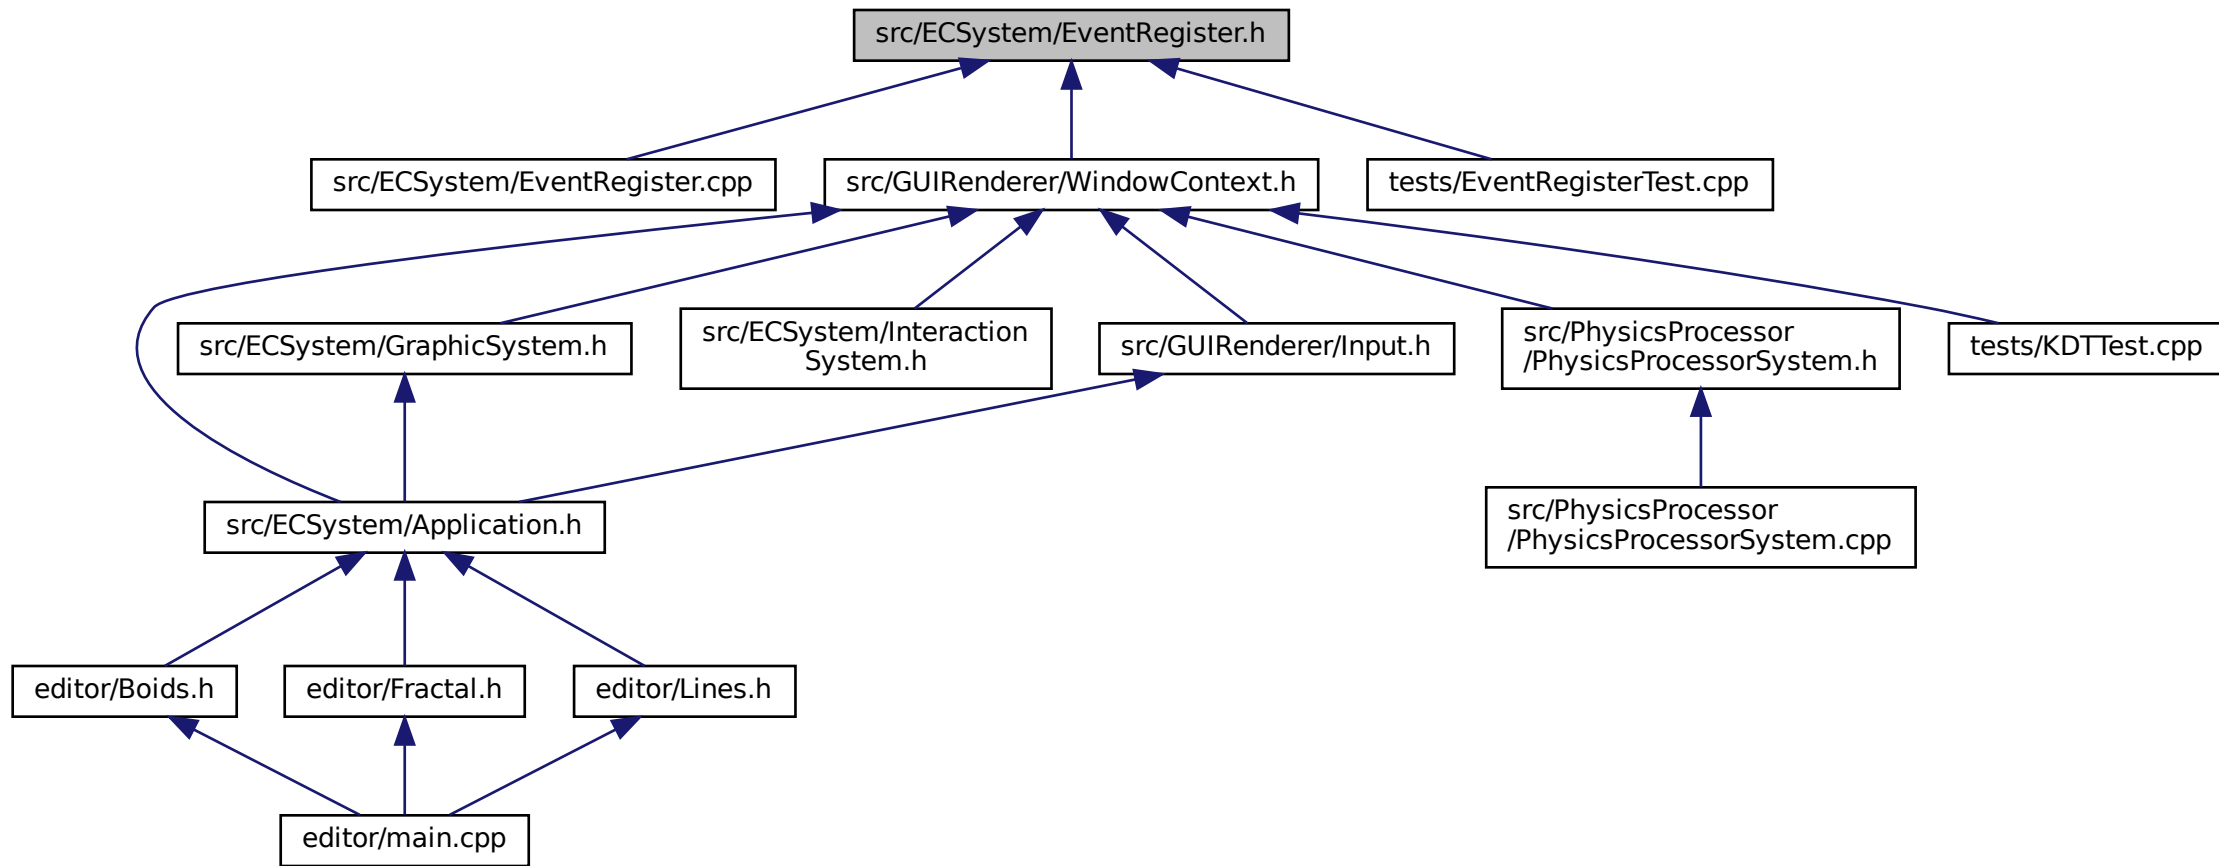 src/ECSystem/EventRegister.h
src/ECSystem/EventRegister.cpp
src/GUIRenderer/WindowContext.h
tests/EventRegisterTest.cpp
src/ECSystem/GraphicSystem.h
src/ECSystem/Interaction
System.h
src/GUIRenderer/Input.h
src/PhysicsProcessor
/PhysicsProcessorSystem.h
tests/KDTTest.cpp
src/ECSystem/Application.h
src/PhysicsProcessor
/PhysicsProcessorSystem.cpp
editor/Boids.h
editor/Fractal.h
editor/Lines.h
editor/main.cpp